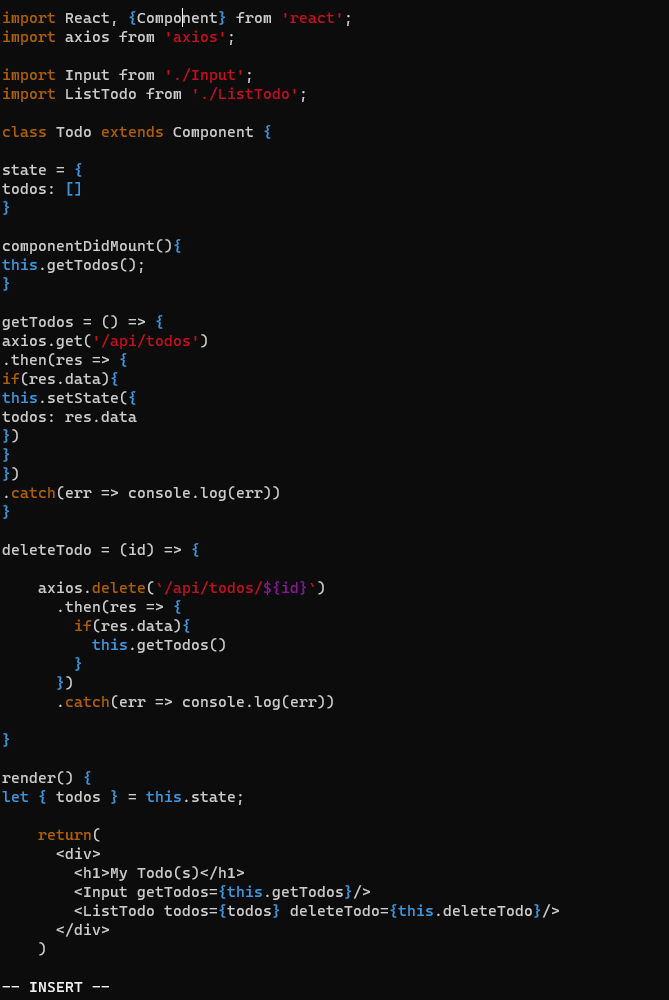 import React, {Component} from 'react';
import axios from 'axios';

import Input from './Input';
import ListTodo from './ListTodo';

class Todo extends Component {

state = {
todos: []
}

componentDidMount(){
this.getTodos();
}

getTodos = () => {
axios.get('/api/todos')
.then(res => {
if(res.data){
this.setState({
todos: res.data
})
}
})
.catch(err => console.log(err))
}

deleteTodo = (id) => {

    axios.delete(`/api/todos/${id}`)
      .then(res => {
        if(res.data){
          this.getTodos()
        }
      })
      .catch(err => console.log(err))

}

render() {
let { todos } = this.state;

    return(
      <div>
        <h1>My Todo(s)</h1>
        <Input getTodos={this.getTodos}/>
        <ListTodo todos={todos} deleteTodo={this.deleteTodo}/>
      </div>
    )

-- INSERT --